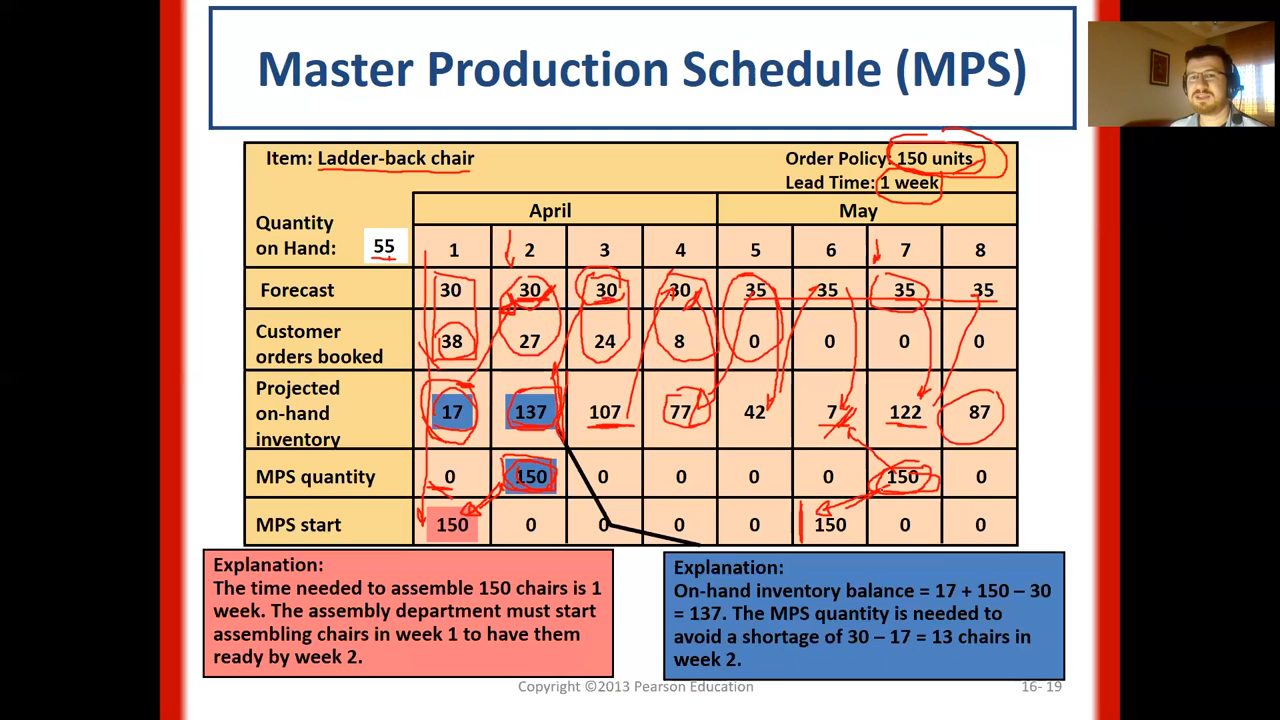 Master Production Schedule (MPS)
Item: Ladder-back chair
Order Policy: 150 units
Lead Time: 1 week
Quantity
on Hand: 55
April May
1 2 3 4 5 6 7 8
Forecast 30 30 30 30 35 35 35 35
Customer
orders booked 38 27 24 8 0 0 0 0
Projected
on-hand 17 137 107 77 42 7 122 87
inventory
MPS quantity 0 150 0 0 0 0 150 0
MPS start 150 0 0 0 0 150 0 0
Explanation:
The time needed to assemble 150 chairs is 1
week. The assembly department must start
assembling chairs in week 1 to have them
ready by week 2.
Explanation:
On-hand inventory balance = 17 + 150 – 30
= 137. The MPS quantity is needed to
avoid a shortage of 30 – 17 = 13 chairs in
week 2.
Copyright ©2013 Pearson Education
16- 19